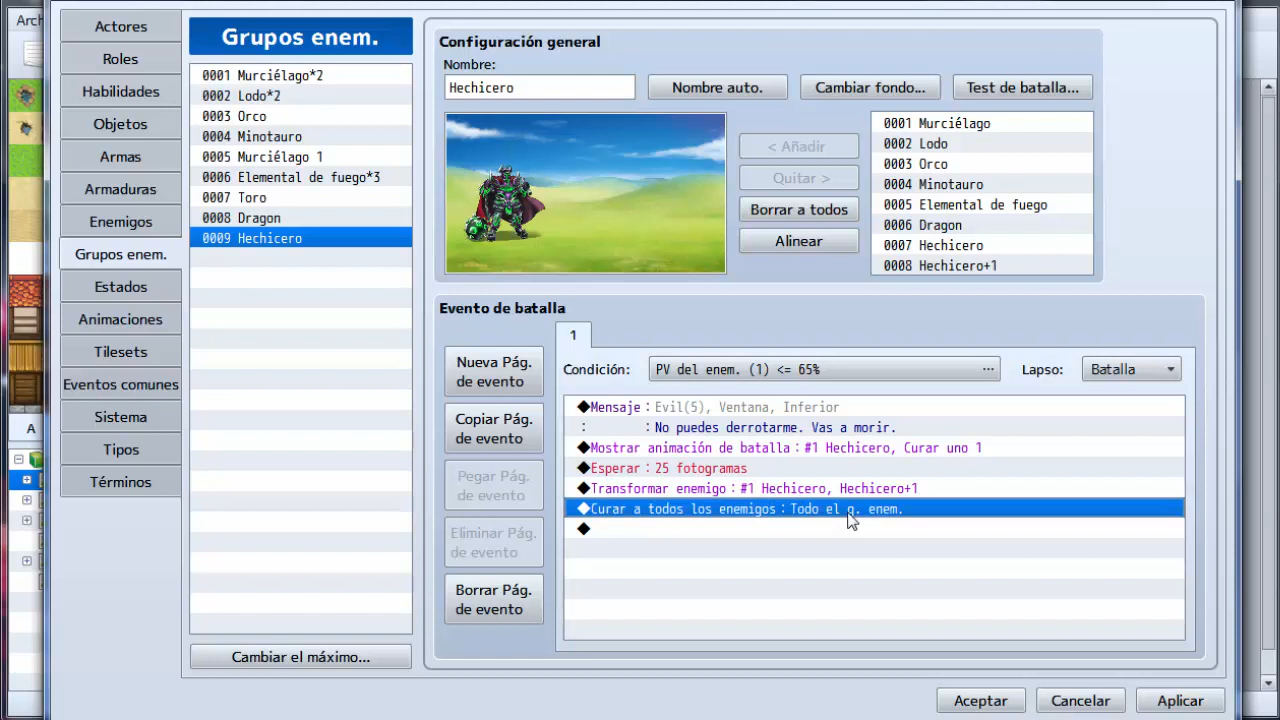 Arch
Actores
Roles
Habilidades
Objetos
Armas
Armaduras
Enemigos
Grupos enem.
Estados
Animaciones
Tilesets
Eventos comunes
Sistema
Tipos
Términos
A
Grupos enem.
0001 Murciélago*2
0002 Lodo*2
0003 Orco
0004 Minotauro
0005 Murciélago 1
0006 Elemental de fuego*3
0007 Toro
0008 Dragon
0009 Hechicero
Cambiar el máximo...
Configuración general
Nombre:
Hechicero
Nombre auto.
Cambiar fondo...
Test de batalla...
< Añadir
Quitar >
Borrar a todos
Alinear
0001 Murciélago
0002 Lodo
0003 Orco
0004 Minotauro
0005 Elemental de fuego
0006 Dragon
0007 Hechicero
0008 Hechicero+1
Evento de batalla
1
Nueva Pág.
de evento
Copiar Pág.
de evento
Pegar Pág.
de evento
Eliminar Pág.
de evento
Borrar Pág.
de evento
Condición:
PV del enem. (1) <= 65%
...
Lapso:
Batalla
◆Mensaje：Evil(5), Ventana, Inferior
：　　　：No puedes derrotarme. Vas a morir.
◆Mostrar animación de batalla：#1 Hechicero, Curar uno 1
◆Esperar：25 fotogramas
◆Transformar enemigo：#1 Hechicero, Hechicero+1
◆Curar a todos los enemigos：Todo el g. enem.
◆
Aceptar
Cancelar
Aplicar